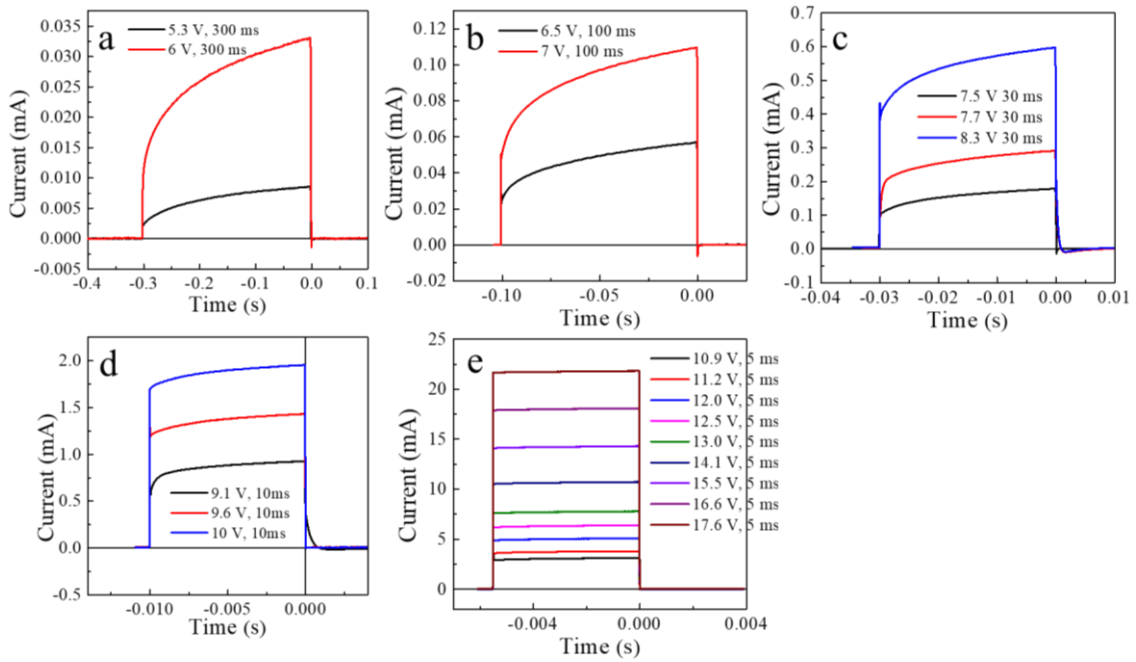 a
5.3 V, 300 ms
6 V, 300 ms
0.035
0.030
0.025
0.020
0.015
0.010
0.005
0.000
-0.005
Current (mA)
-0.4 -0.3 -0.2 -0.1 0.0 0.1
Time (s)
b
6.5 V, 100 ms
7 V, 100 ms
0.12
0.10
0.08
0.06
0.04
0.02
0.00
-0.02
Current (mA)
-0.10 -0.05 0.00
Time (s)
c
7.5 V 30 ms
7.7 V 30 ms
8.3 V 30 ms
0.7
0.6
0.5
0.4
0.3
0.2
0.1
0.0
-0.1
Current (mA)
-0.04 -0.03 -0.02 -0.01 0.00 0.01
Time (s)
d
2.0
1.5
1.0
0.5
0.0
-0.5
Current (mA)
9.1 V, 10ms
9.6 V, 10ms
10 V, 10ms
-0.010 -0.005 0.000
Time (s)
e
25
20
15
10
5
0
Current (mA)
10.9 V, 5 ms
11.2 V, 5 ms
12.0 V, 5 ms
12.5 V, 5 ms
13.0 V, 5 ms
14.1 V, 5 ms
15.5 V, 5 ms
16.6 V, 5 ms
17.6 V, 5 ms
-0.004 0.000 0.004
Time (s)